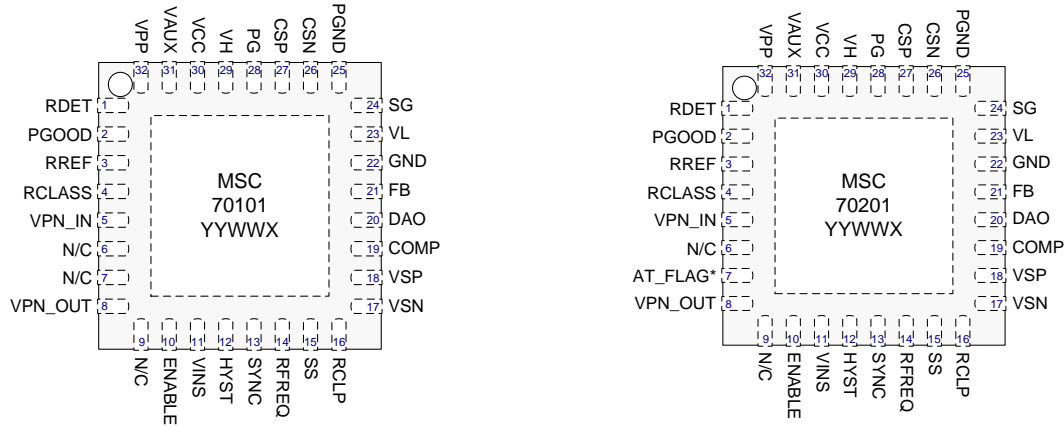 VPP VAUX VCC VH PG CSP CSN PGND
32 31 30 29 28 27 26 25
RDET 1
PGOOD 2
RREF 3
RCLASS 4
VPN_IN 5
N/C 6
N/C 7
VPN_OUT 8
MSC
70101
YYWWX
24 SG
23 VL
22 GND
21 FB
20 DAO
19 COMP
18 VSP
17 VSN
9 10 11 12 13 14 15 16
N/C ENABLE VINS HYST SYNC RFREQ SS RCLP
VPP VAUX VCC VH PG CSP CSN PGND
32 31 30 29 28 27 26 25
RDET 1
PGOOD 2
RREF 3
RCLASS 4
VPN_IN 5
N/C 6
AT_FLAG* 7
VPN_OUT 8
MSC
70201
YYWWX
24 SG
23 VL
22 GND
21 FB
20 DAO
19 COMP
18 VSP
17 VSN
9 10 11 12 13 14 15 16
N/C ENABLE VINS HYST SYNC RFREQ SS RCLP